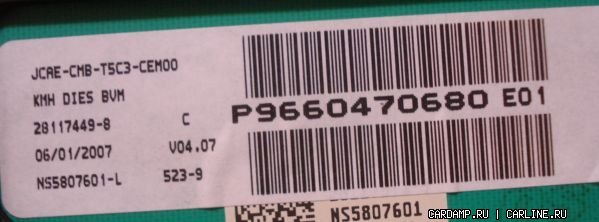 JCAE-CMB-T5C3-CEM00
KMH DIES BVM
28117449-8 C
06/01/2007 V04.07
NS5807601-L 523-9
P9660470680 E01
NS5807601
CARDAMP.RU | CARLINE.RU